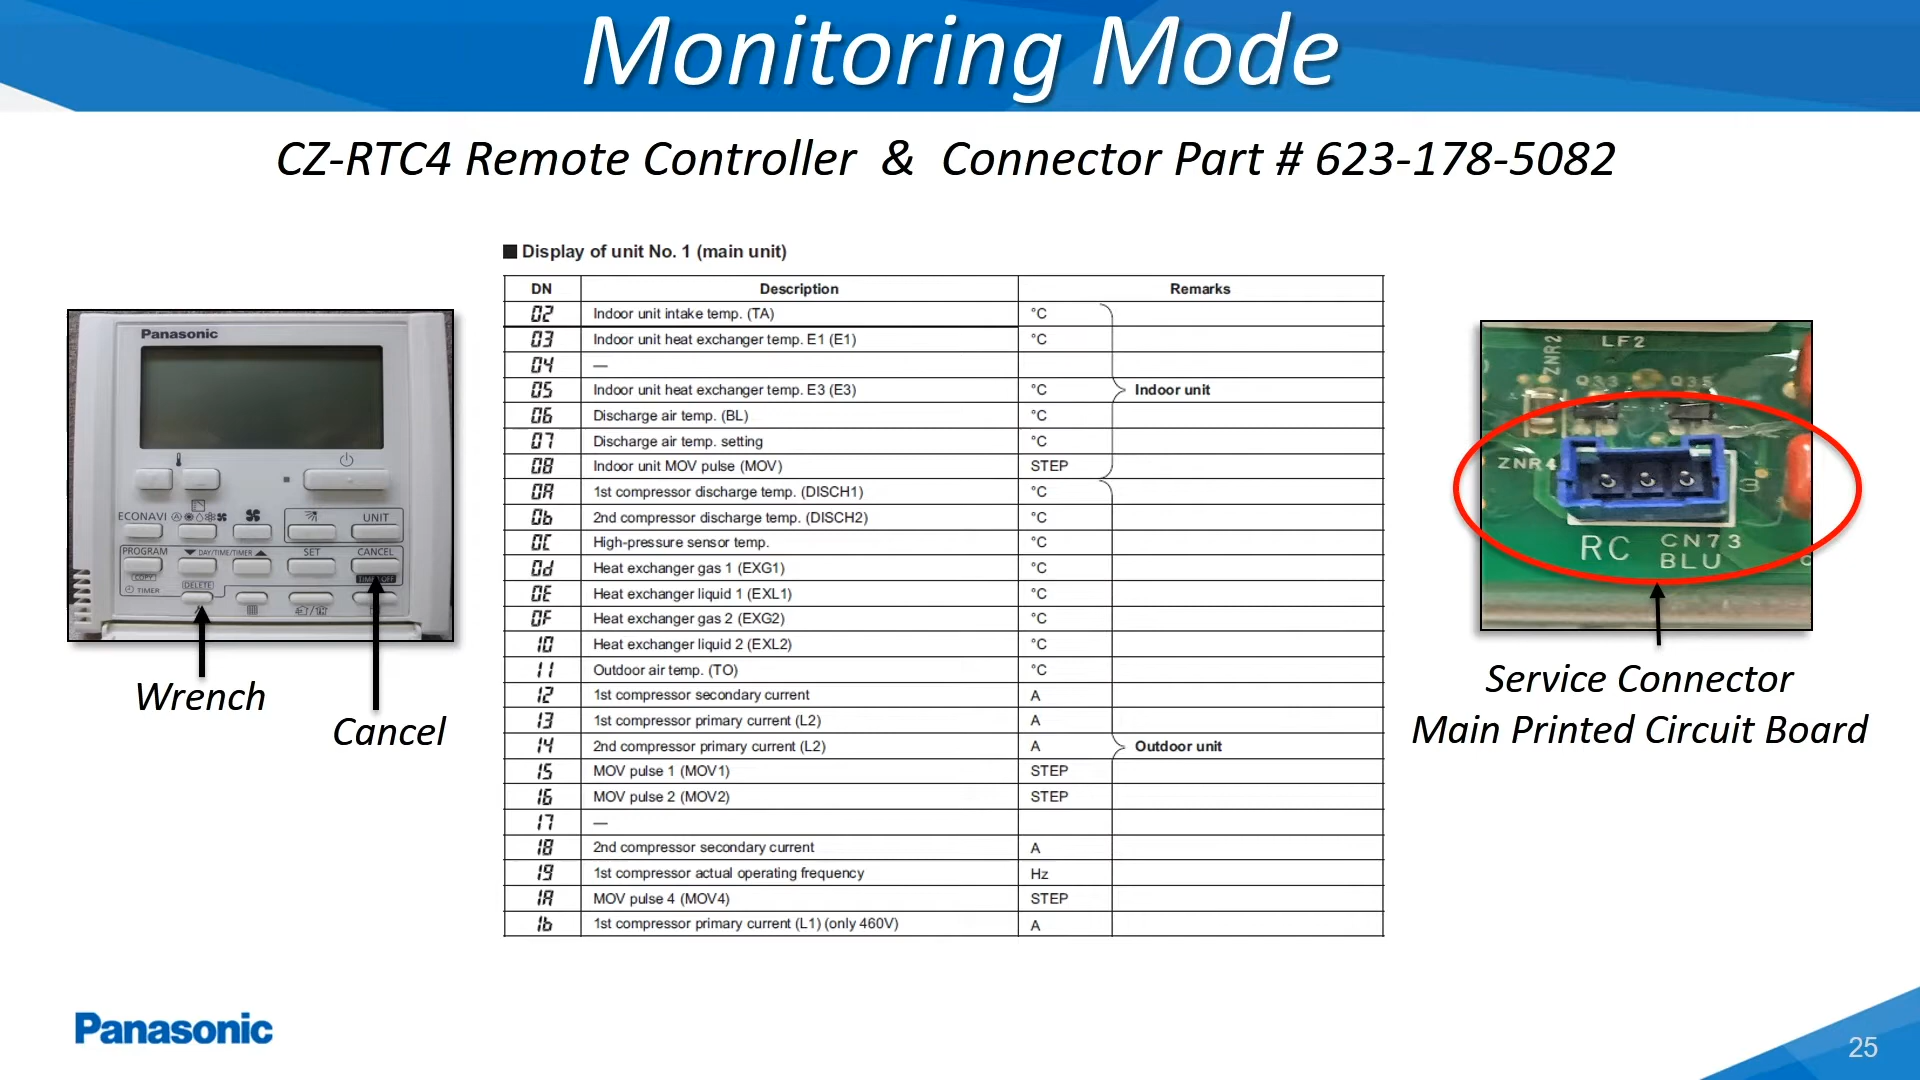 Monitoring Mode
CZ-RTC4 Remote Controller & Connector Part # 623-178-5082
Display of unit No. 1 (main unit)
DN Description Remarks
02 Indoor unit intake temp. (TA) °C
03 Indoor unit heat exchanger temp. E1 (E1) °C
04 —
05 Indoor unit heat exchanger temp. E3 (E3) °C Indoor unit
06 Discharge air temp. (BL) °C
07 Discharge air temp. setting °C
08 Indoor unit MOV pulse (MOV) STEP
0A 1st compressor discharge temp. (DISCH1) °C
0b 2nd compressor discharge temp. (DISCH2) °C
0C High-pressure sensor temp. °C
0d Heat exchanger gas 1 (EXG1) °C
0E Heat exchanger liquid 1 (EXL1) °C
0F Heat exchanger gas 2 (EXG2) °C
10 Heat exchanger liquid 2 (EXL2) °C
11 Outdoor air temp. (TO) °C
12 1st compressor secondary current A
13 1st compressor primary current (L2) A
14 2nd compressor primary current (L2) A Outdoor unit
15 MOV pulse 1 (MOV1) STEP
16 MOV pulse 2 (MOV2) STEP
17 —
18 2nd compressor secondary current A
19 1st compressor actual operating frequency Hz
1A MOV pulse 4 (MOV4) STEP
1b 1st compressor primary current (L1) (only 460V) A
Panasonic
ECONAVI
UNIT
PROGRAM
DAY/TIME/TIMER
SET
CANCEL
COPY
DELETE
TIMER
Wrench
Cancel
LF2
ZNR2
Q33
ZNR4
3
RC
CN73
BLU
Service Connector
Main Printed Circuit Board
Panasonic
25